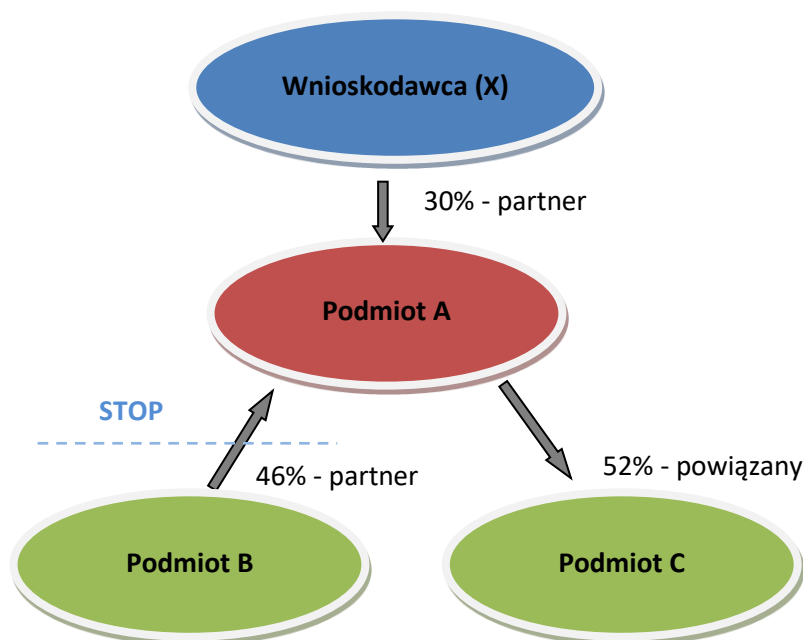 Wnioskodawca (X)
30% - partner
Podmiot A
STOP
46% - partner
52% - powiązany
Podmiot B
Podmiot C